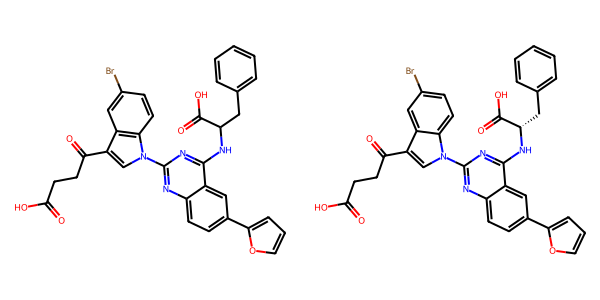 Br Br
OH OH
O O O O
NH NH
N N N N
N N
HO O HO O
O O